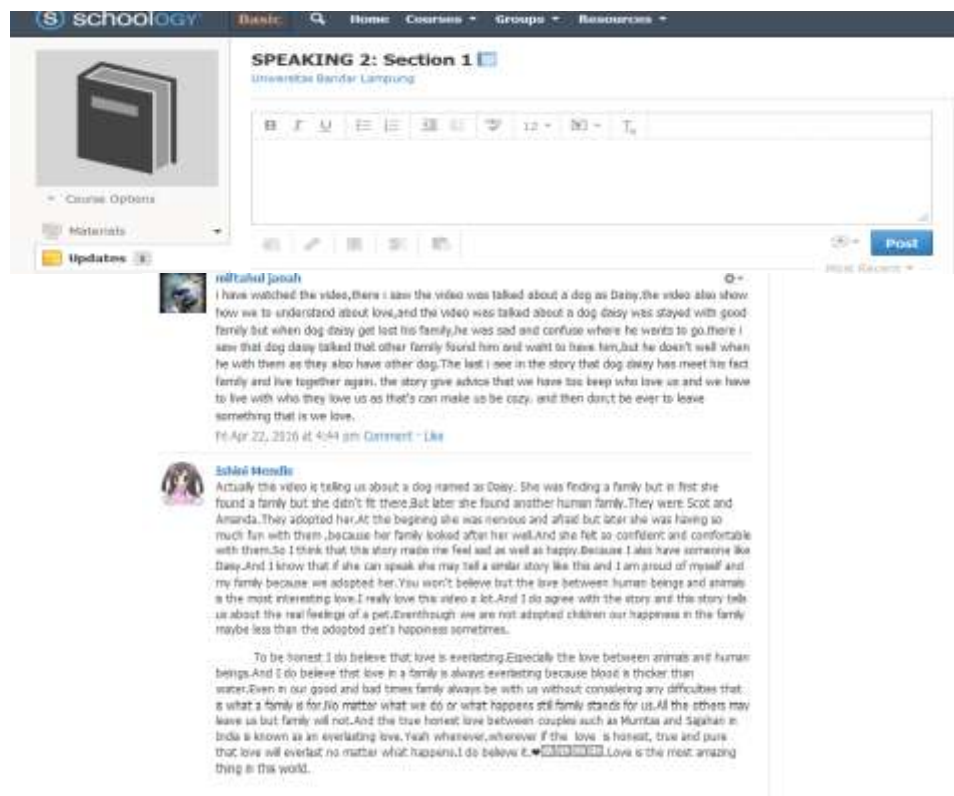 schoology Basic Home Courses Groups Resources
SPEAKING 2: Section 1
Universitas Bandar Lampung
B I U 12
Course Options
Materials
Updates
Post
Most Recent
miftahul janah
i have watched the video,there i saw the video was talked about a dog as Daisy.the video also show
how we to understand about love,and the video was talked about a dog daisy was stayed with good
family but when dog daisy get lost his family,he was sad and confuse where he wants to go.there i
saw that dog daisy talked that other family found him and waht to have him,but he doen't well when
he with them as they also have other dog.The last i see in the story that dog daisy has meet his fact
family and live together again. the story give advice that we have too keep who love us and we have
to live with who they love us as that's can make us be cozy. and then don;t be ever to leave
something that is we love.
Fri Apr 22, 2016 at 4:44 pm Comment · Like
Ishini Mendis
Actually this video is telling us about a dog named as Daisy. She was finding a family but in first she
found a family but she didn't fit there.But later she found another human family.They were Scot and
Amanda.They adopted her.At the begining she was nervous and afraid but later she was having so
much fun with them ,because her family looked after her well.And she felt so confident and comfortable
with them.So I think that this story made me feel sad as well as happy.Because I also have someone like
Daisy.And I know that if she can speak she may tell a similar story like this and I am proud of myself and
my family because we adopted her.You won't believe but the love between human beings and animals
is the most interesting love.I really love this video a lot.And I do agree with the story and this story tells
us about the real feelings of a pet.Eventhough we are not adopted children our happiness in the family
maybe less than the adopted pet's happiness sometimes.
To be honest I do believe that love is everlasting.Especially the love between animals and human
beings.And I do believe that love in a family is always everlasting because blood is thicker than
water.Even in our good and bad times family always be with us without considering any difficulties that
is what a family is for.No matter what we do or what happens still family stands for us.All the others may
leave us but family will not.And the true honest love between couples such as Mumtas and Sajahan in
India is known as an everlasting love.Yeah whenever,wherever if the love is honest, true and pure
that love will everlast no matter what happens.I do believe it.♥ .Love is the most amazing
thing in this world.